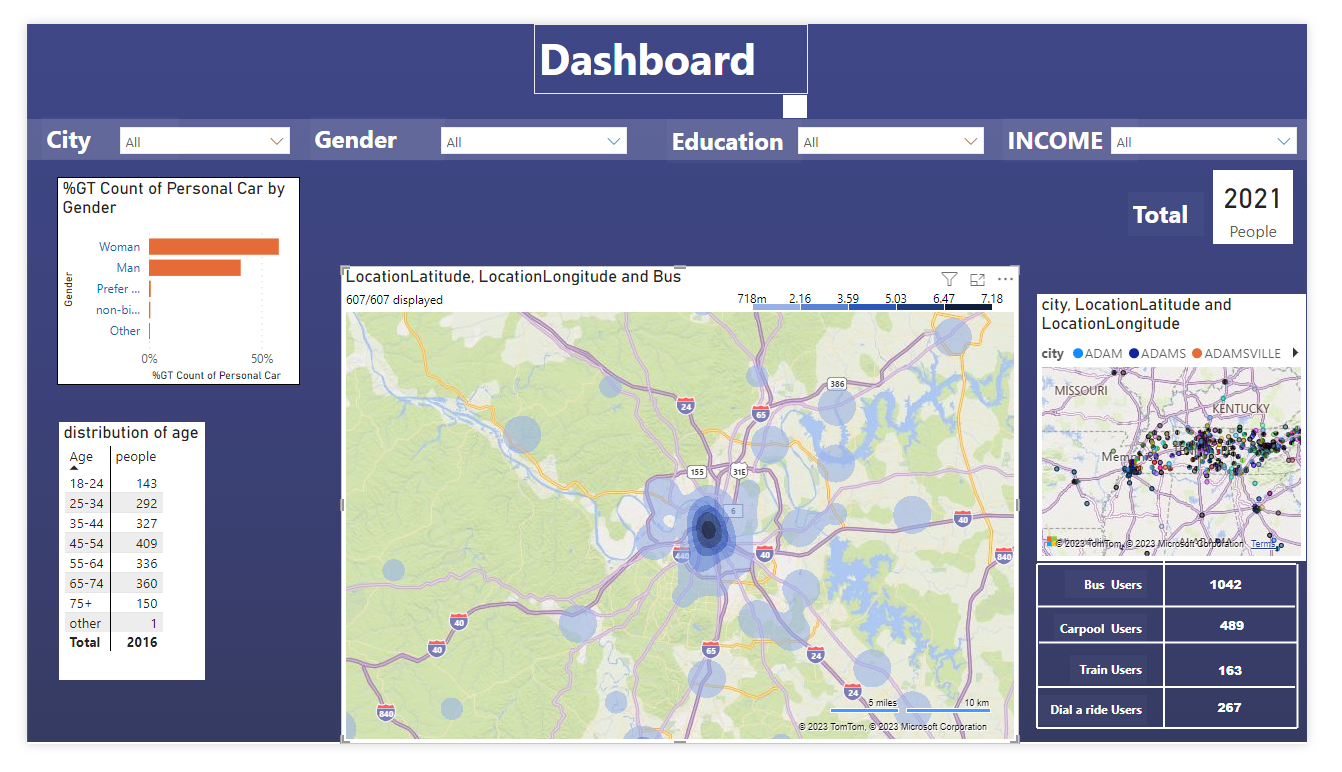 Dashboard
City All Gender All Education All INCOME All
%GT Count of Personal Car by
Gender
Gender
Woman
Man
Prefer ...
non-bi...
Other
0% 50%
%GT Count of Personal Car
Total
2021
People
distribution of age
Age people
18-24 143
25-34 292
35-44 327
45-54 409
55-64 336
65-74 360
75+ 150
other 1
Total 2016
LocationLatitude, LocationLongitude and Bus
607/607 displayed
718m 2.16 3.59 5.03 6.47 7.18
386
24
65
155 31E
6
40
440 40 840
40
40
65
24
24
840
5 miles 10 km
© 2023 TomTom, © 2023 Microsoft Corporation
city, LocationLatitude and
LocationLongitude
city ADAM ADAMS ADAMSVILLE
MISSOURI
KENTUCKY
© 2023 TomTom, © 2023 Microsoft Corporation Terms
Bus Users 1042
Carpool Users 489
Train Users 163
Dial a ride Users 267